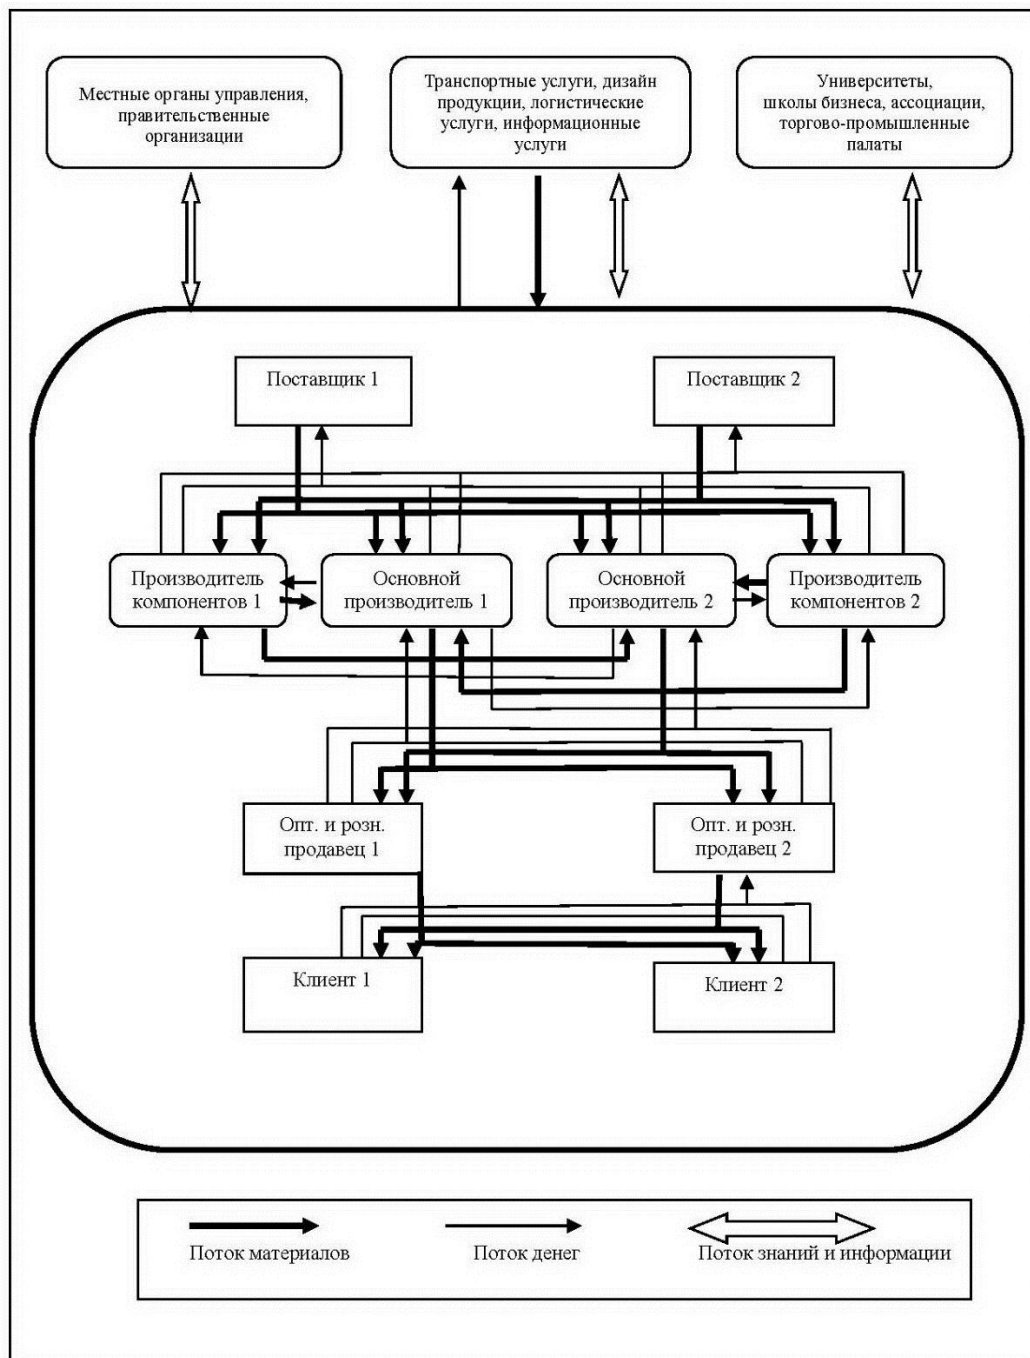 Местные органы управления,
правительственные
организации
Транспортные услуги, дизайн
продукции, логистические
услуги, информационные
услуги
Университеты,
школы бизнеса, ассоциации,
торгово-промышленные
палаты
Поставщик 1
Поставщик 2
Производитель
компонентов 1
Основной
производитель 1
Основной
производитель 2
Производитель
компонентов 2
Опт. и розн.
продавец 1
Опт. и розн.
продавец 2
Клиент 1
Клиент 2
Поток материалов
Поток денег
Поток знаний и информации